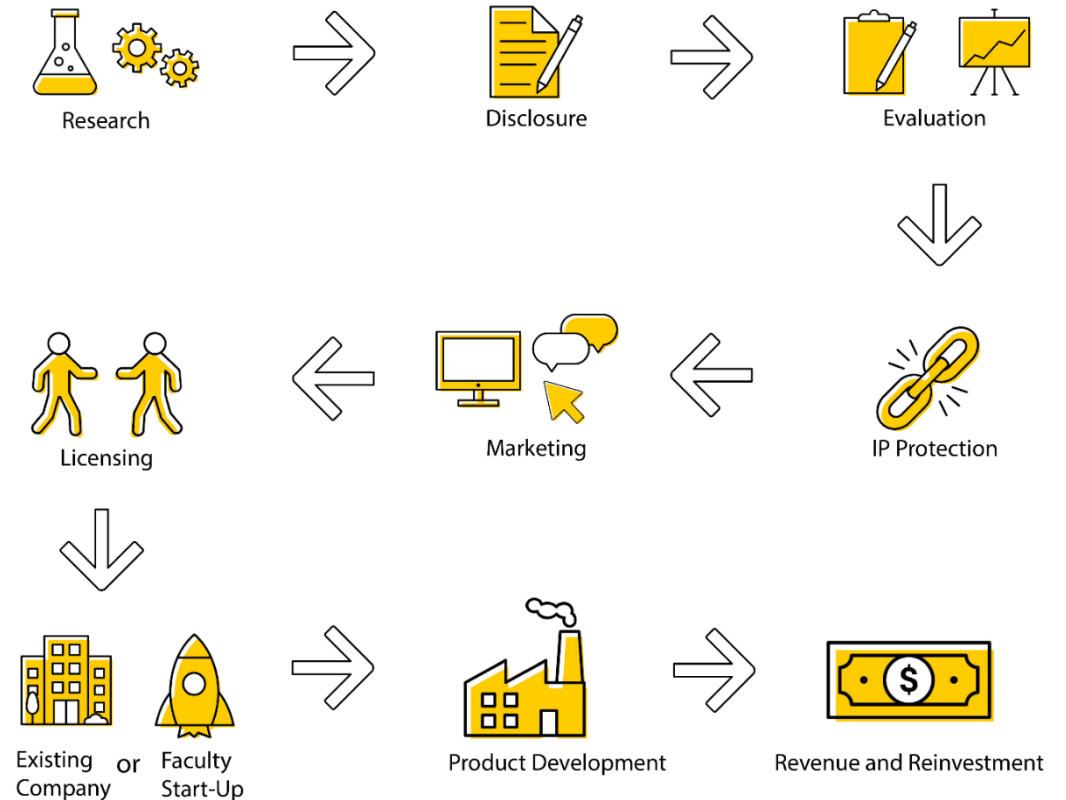 Research
Disclosure
Evaluation
IP Protection
Marketing
Licensing
Existing
Company
or
Faculty
Start-Up
Product Development
$
Revenue and Reinvestment